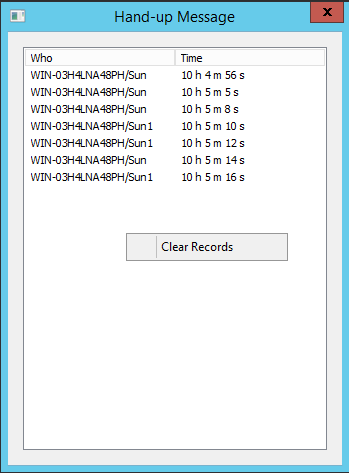 Hand-up Message
x
Who Time
WIN-03H4LNA48PH/Sun 10 h 4 m 56 s
WIN-03H4LNA48PH/Sun 10 h 5 m 5 s
WIN-03H4LNA48PH/Sun 10 h 5 m 8 s
WIN-03H4LNA48PH/Sun1 10 h 5 m 10 s
WIN-03H4LNA48PH/Sun1 10 h 5 m 12 s
WIN-03H4LNA48PH/Sun 10 h 5 m 14 s
WIN-03H4LNA48PH/Sun1 10 h 5 m 16 s
Clear Records